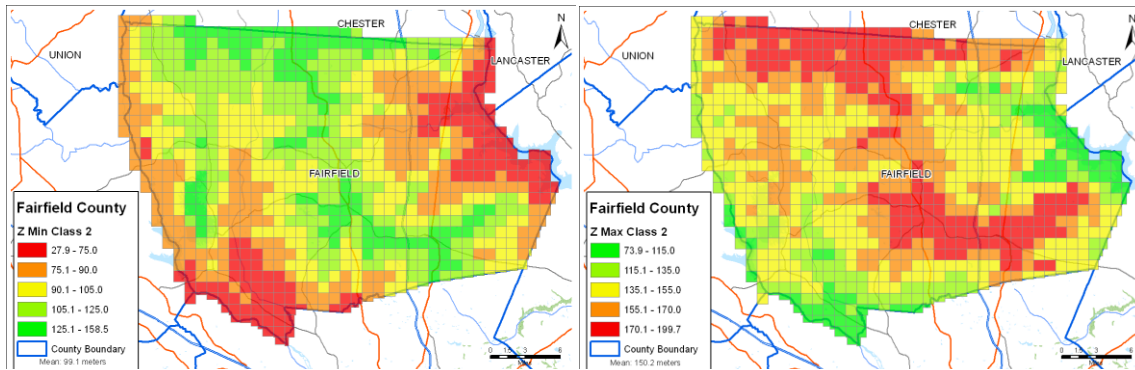 CHESTER
N
UNION
LANCASTER
FAIRFIELD
Fairfield County
Z Min Class 2
27.9 - 75.0
75.1 - 90.0
90.1 - 105.0
105.1 - 125.0
125.1 - 158.5
County Boundary
Mean: 99.1 meters
CHESTER
N
UNION
LANCASTER
FAIRFIELD
Fairfield County
Z Max Class 2
73.9 - 115.0
115.1 - 135.0
135.1 - 155.0
155.1 - 170.0
170.1 - 199.7
County Boundary
Mean: 150.2 meters